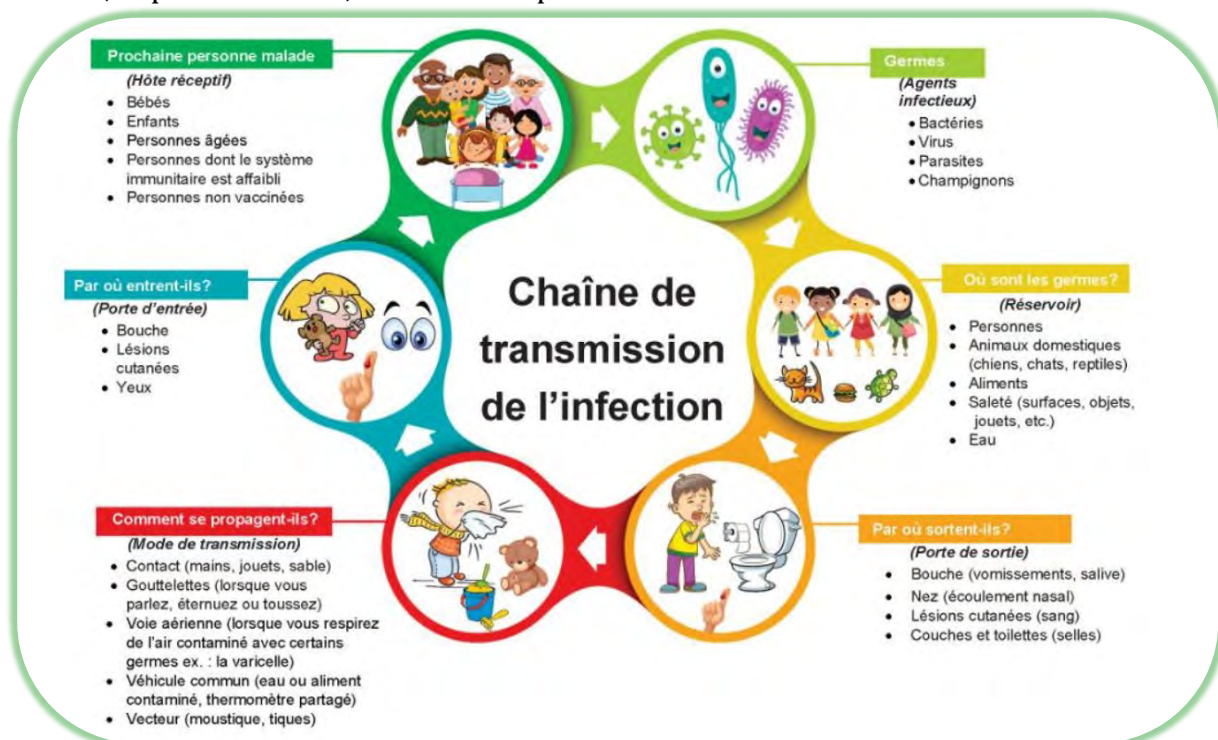 Prochaine personne malade
(Hôte réceptif)
• Bébés
• Enfants
• Personnes âgées
• Personnes dont le système
immunitaire est affaibli
• Personnes non vaccinées
Germes
(Agents
infectieux)
• Bactéries
• Virus
• Parasites
• Champignons
Où sont les germes?
(Réservoir)
• Personnes
• Animaux domestiques
(chiens, chats, reptiles)
• Aliments
• Saleté (surfaces, objets,
jouets, etc.)
• Eau
Par où sortent-ils?
(Porte de sortie)
• Bouche (vomissements, salive)
• Nez (écoulement nasal)
• Lésions cutanées (sang)
• Couches et toilettes (selles)
Comment se propagent-ils?
(Mode de transmission)
• Contact (mains, jouets, sable)
• Gouttelettes (lorsque vous
parlez, éternuez ou toussez)
• Voie aérienne (lorsque vous respirez
de l'air contaminé avec certains
germes ex. : la varicelle)
• Véhicule commun (eau ou aliment
contaminé, thermomètre partagé)
• Vecteur (moustique, tiques)
Par où entrent-ils?
(Porte d'entrée)
• Bouche
• Lésions
cutanées
• Yeux
Chaîne de
transmission
de l'infection